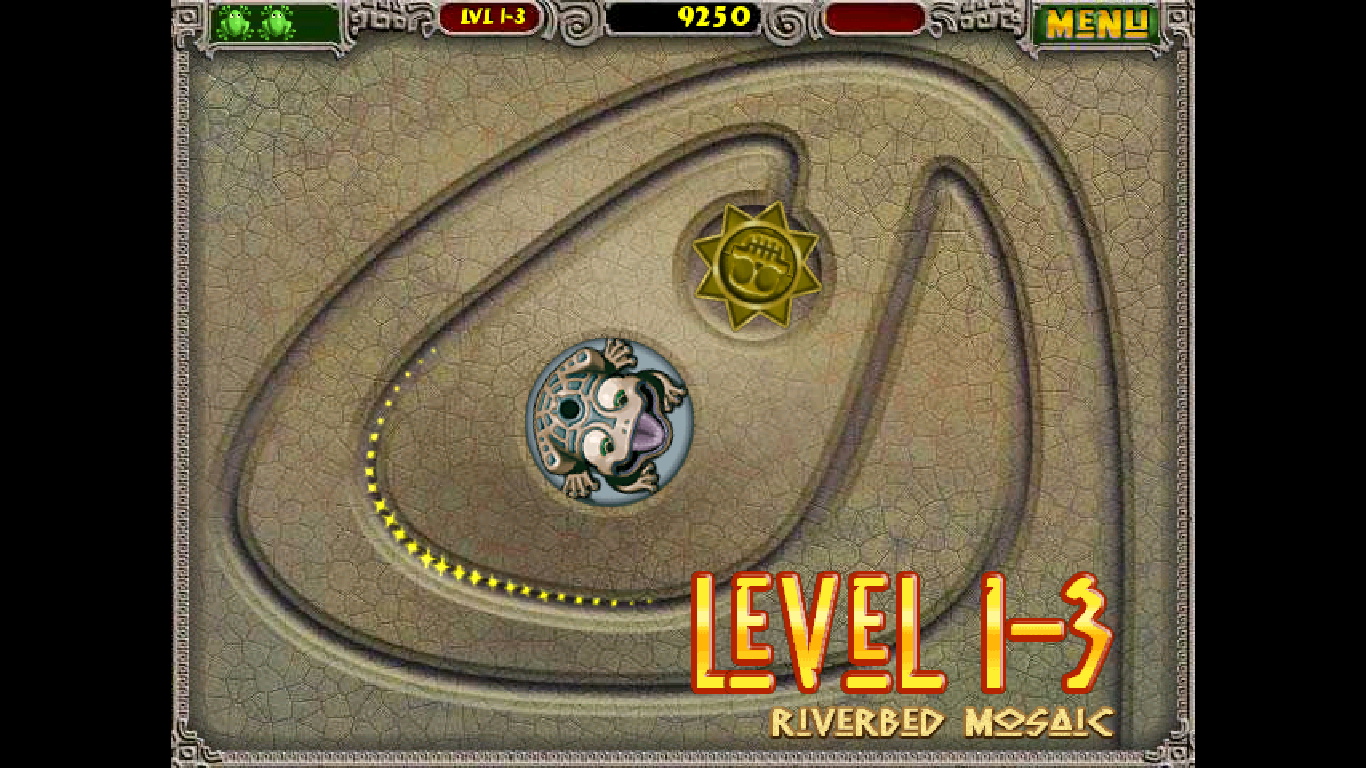 LVL 1-3
9250
MENU
LEVEL 1-3
RIVERBED MOSAIC